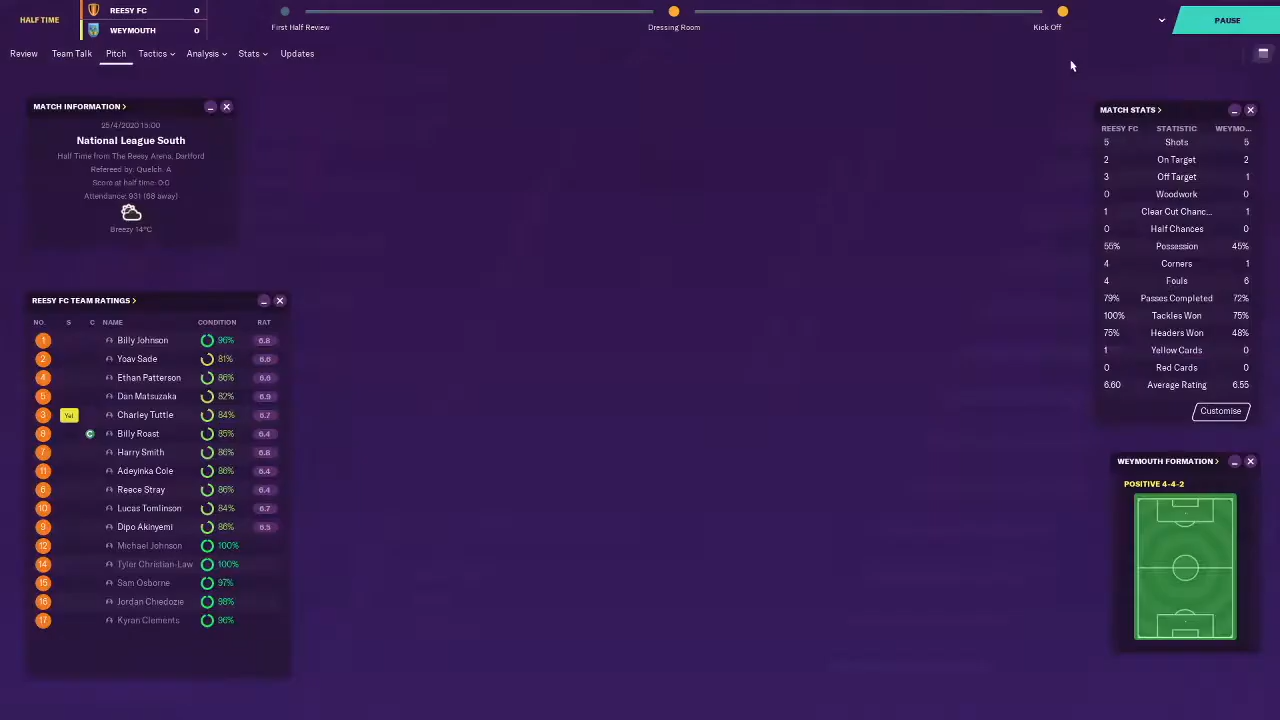 HALF TIME
REESY FC 0
WEYMOUTH 0
First Half Review
Dressing Room
Kick Off
PAUSE
Review Team Talk Pitch Tactics Analysis Stats Updates
MATCH INFORMATION >
25/4/2020 15:00
National League South
Half Time from The Reesy Arena, Dartford
Refereed by: Quelch. A
Score at half time: 0:0
Attendance: 931 (68 away)
Breezy 14°C
REESY FC TEAM RATINGS >
NO. S C NAME CONDITION RAT
1 Billy Johnson 96% 6.8
2 Yoav Sade 81% 6.6
4 Ethan Patterson 86% 6.6
5 Dan Matsuzaka 82% 6.9
3 Yel Charley Tuttle 84% 6.7
8 C Billy Roast 85% 6.4
7 Harry Smith 86% 6.8
11 Adeyinka Cole 86% 6.4
6 Reece Stray 86% 6.4
10 Lucas Tomlinson 84% 6.7
9 Dipo Akinyemi 86% 6.5
12 Michael Johnson 100%
14 Tyler Christian-Law 100%
15 Sam Osborne 97%
16 Jordan Chiedozie 98%
17 Kyran Clements 96%
MATCH STATS >
REESY FC STATISTIC WEYMO...
5 Shots 5
2 On Target 2
3 Off Target 1
0 Woodwork 0
1 Clear Cut Chanc... 1
0 Half Chances 0
55% Possession 45%
4 Corners 1
4 Fouls 6
79% Passes Completed 72%
100% Tackles Won 75%
75% Headers Won 48%
1 Yellow Cards 0
0 Red Cards 0
6.60 Average Rating 6.55
Customise
WEYMOUTH FORMATION >
POSITIVE 4-4-2